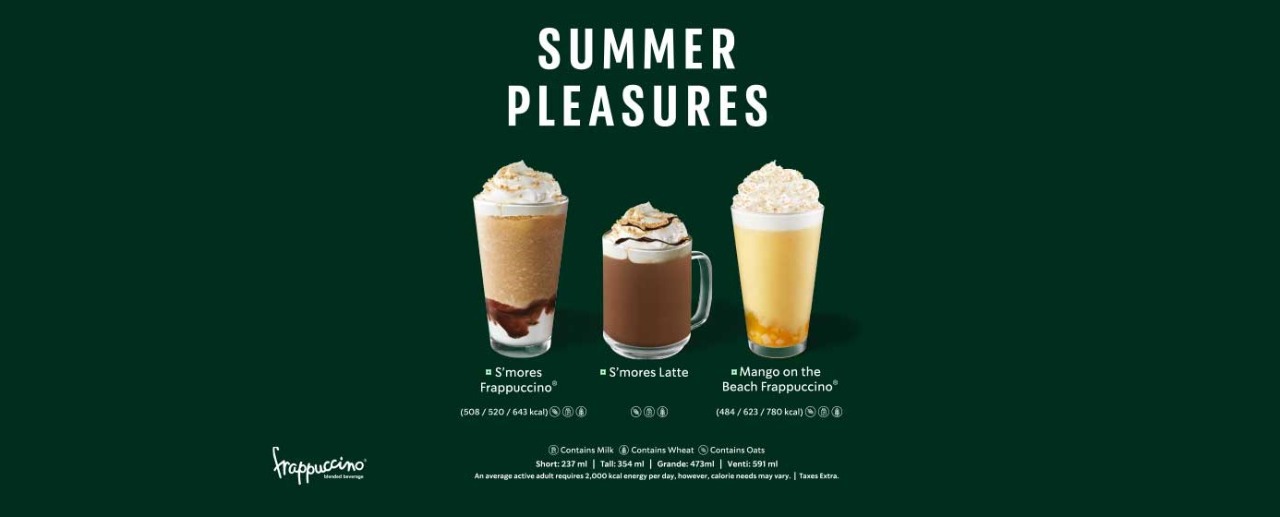 SUMMER
PLEASURES
S'mores
Frappuccino®
S'mores Latte
Mango on the
Beach Frappuccino®
(508 / 520 / 643 kcal)
(484 / 623 / 780 kcal)
Contains Milk Contains Wheat Contains Oats
Short: 237 ml | Tall: 354 ml | Grande: 473ml | Venti: 591 ml
An average active adult requires 2,000 kcal energy per day, however, calorie needs may vary. | Taxes Extra.
frappuccino®
blended beverage